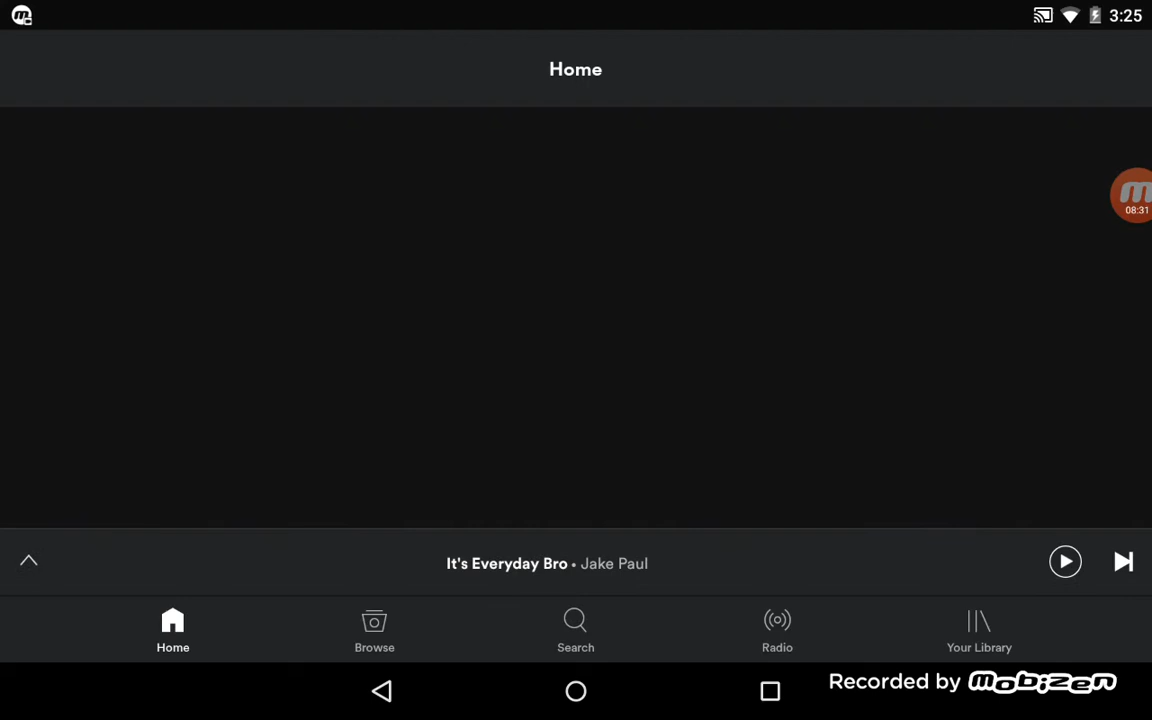 3:25
Home
08:31
It's Everyday Bro • Jake Paul
Home
Browse
Search
Radio
Your Library
Recorded by mobizen